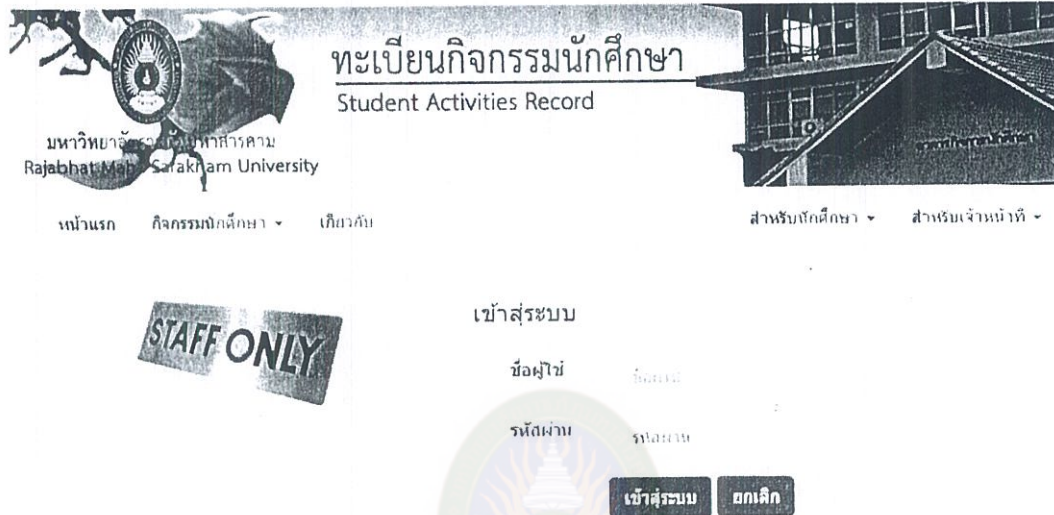 ทะเบียนกิจกรรมนักศึกษา
Student Activities Record
มหาวิทยาลัยราชภัฏมหาสารคาม
Rajabhat Maha Sarakham University
หน้าแรก กิจกรรมนักศึกษา เกี่ยวกับ สำหรับนักศึกษา สำหรับเจ้าหน้าที่
STAFF ONLY
เข้าสู่ระบบ
ชื่อผู้ใช้
รหัสผ่าน รหัสผ่าน
เข้าสู่ระบบ ยกเลิก